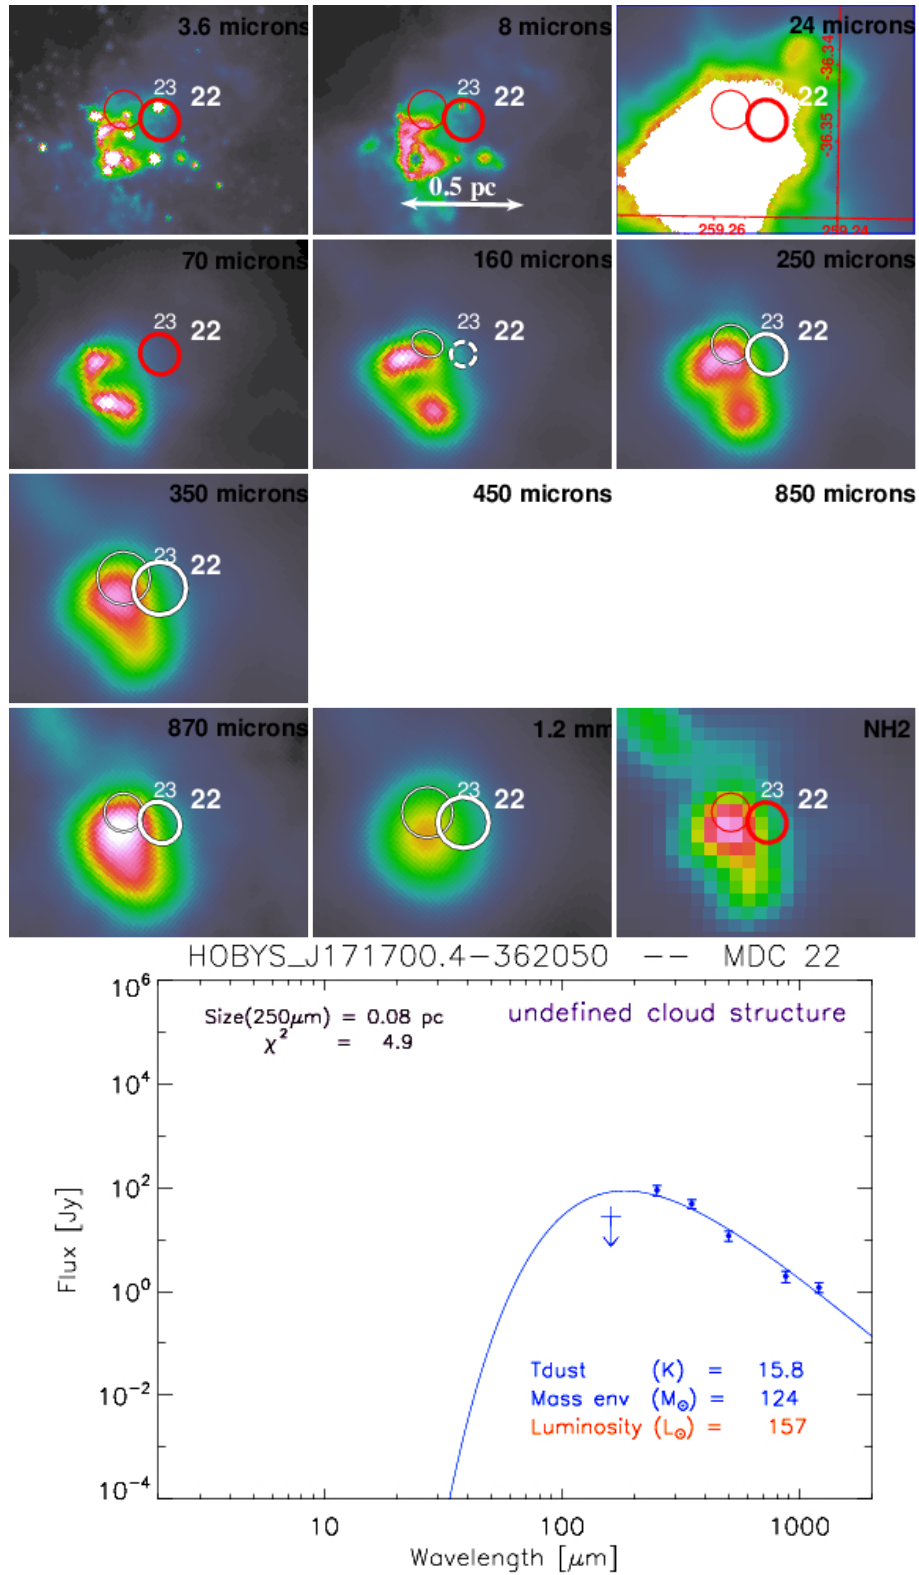 3.6 microns
23
22
8 microns
23
22
0.5 pc
24 microns
23
22
-36.34
-36.35
259.26
259.24
70 microns
23
22
160 microns
23
22
250 microns
23
22
350 microns
23
22
450 microns
850 microns
870 microns
23
22
1.2 mm
23
22
NH2
23
22
HOBYS_J171700.4-362050 -- MDC 22
Size(250μm) = 0.08 pc
χ² = 4.9
undefined cloud structure
10⁶
10⁴
10²
10⁰
10⁻²
10⁻⁴
Flux [Jy]
Tdust (K) = 15.8
Mass env (M⊙) = 124
Luminosity (L⊙) = 157
10
100
1000
Wavelength [μm]